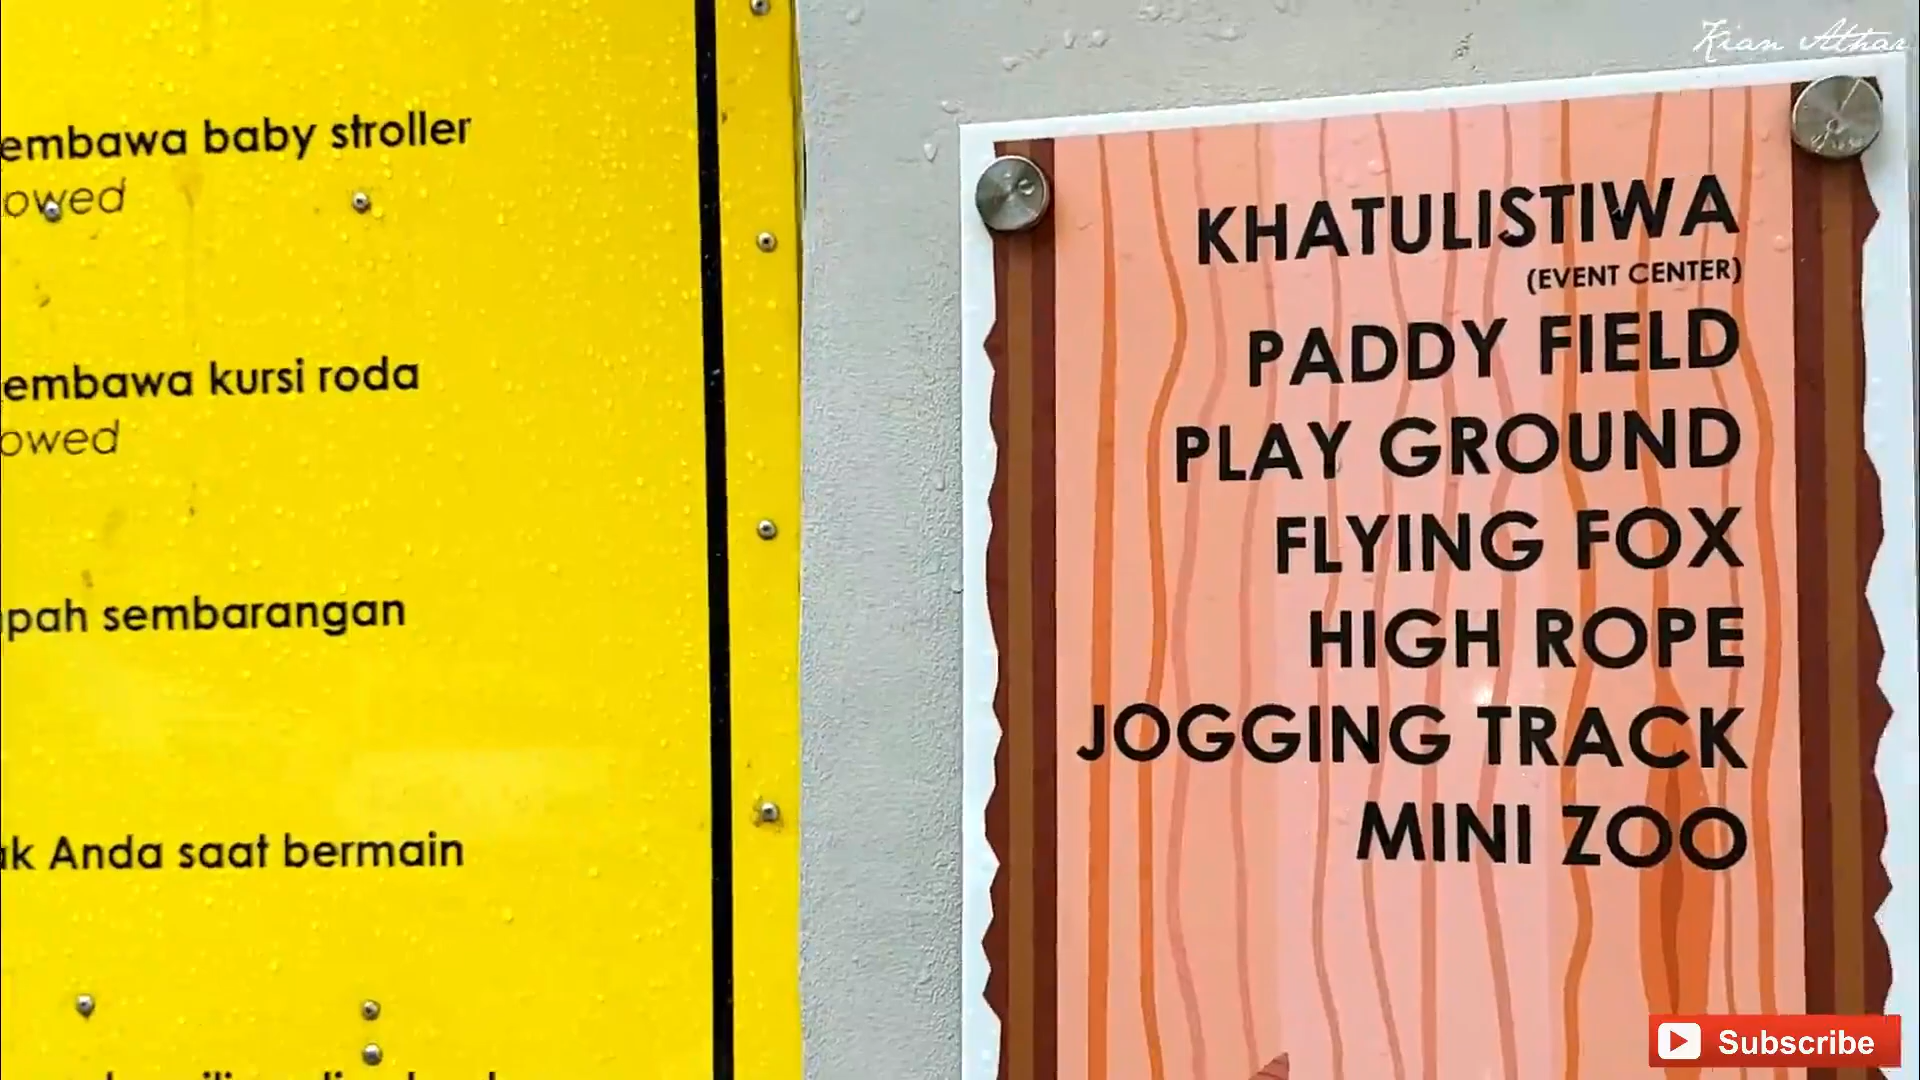 embawa baby stroller
owed
embawa kursi roda
owed
pah sembarangan
ak Anda saat bermain
Kian Athar
KHATULISTIWA
(EVENT CENTER)
PADDY FIELD
PLAY GROUND
FLYING FOX
HIGH ROPE
JOGGING TRACK
MINI ZOO
Subscribe